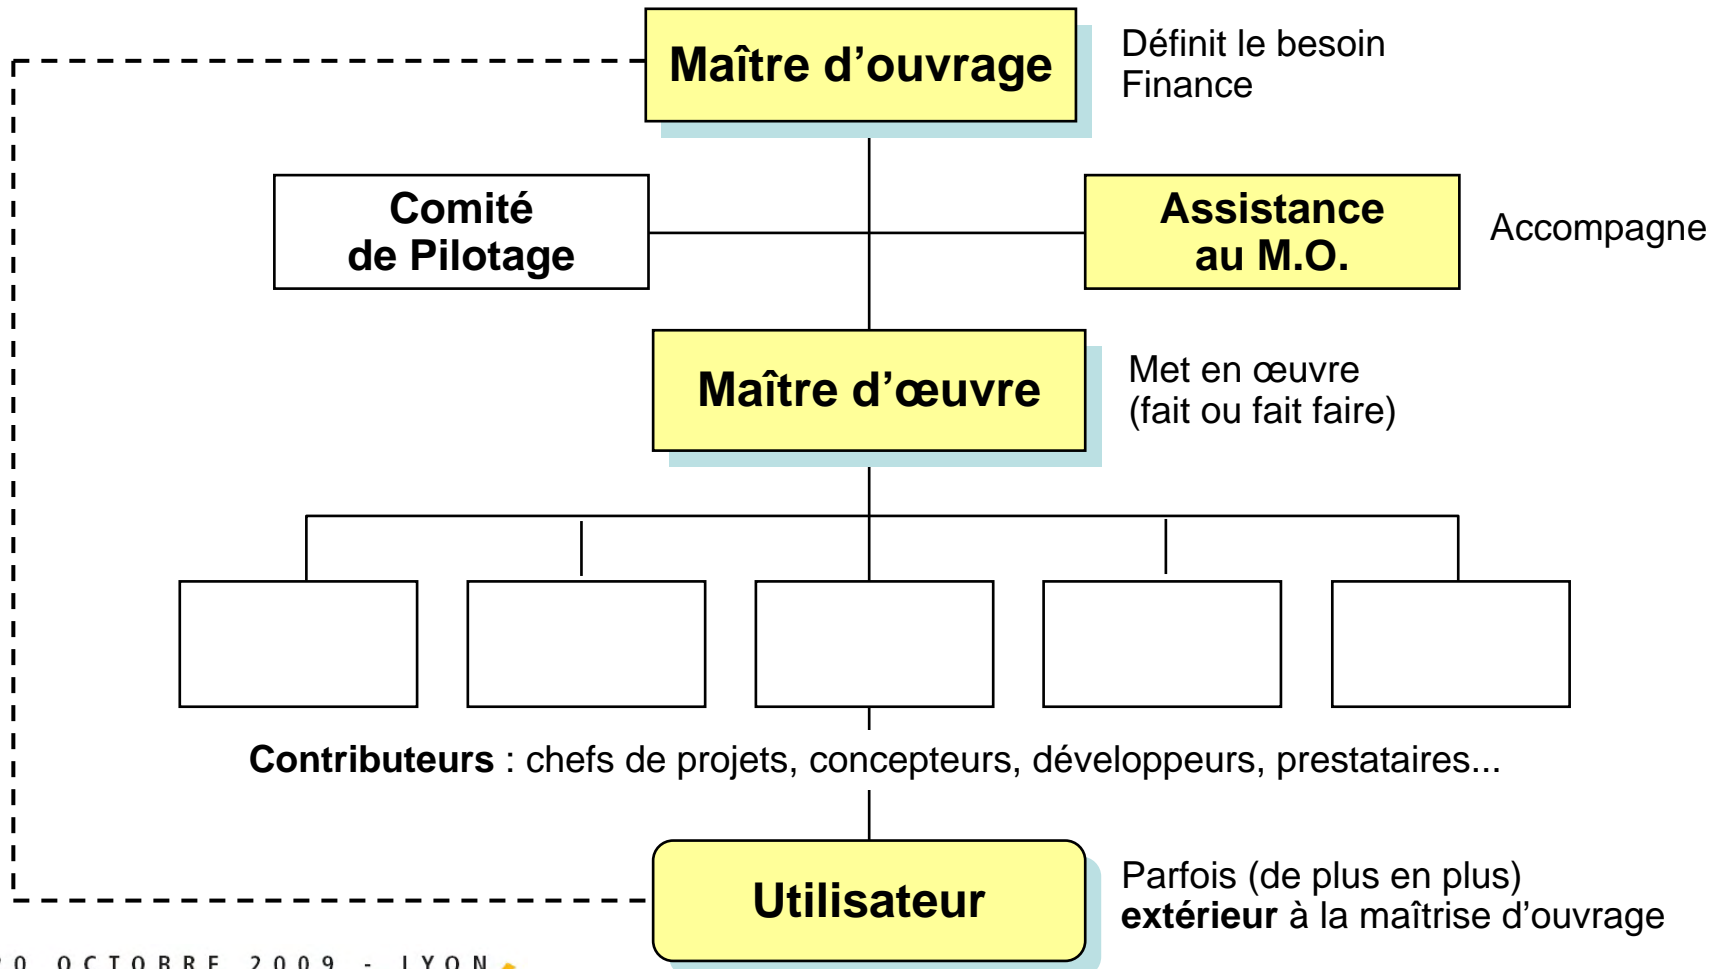 Maître d’ouvrage
Définit le besoin
Finance
Comité
de Pilotage
Assistance
au M.O.
Accompagne
Maître d’œuvre
Met en œuvre
(fait ou fait faire)
Contributeurs : chefs de projets, concepteurs, développeurs, prestataires...
Utilisateur
Parfois (de plus en plus)
extérieur à la maîtrise d’ouvrage
0 OCTOBRE 2009 - LYON